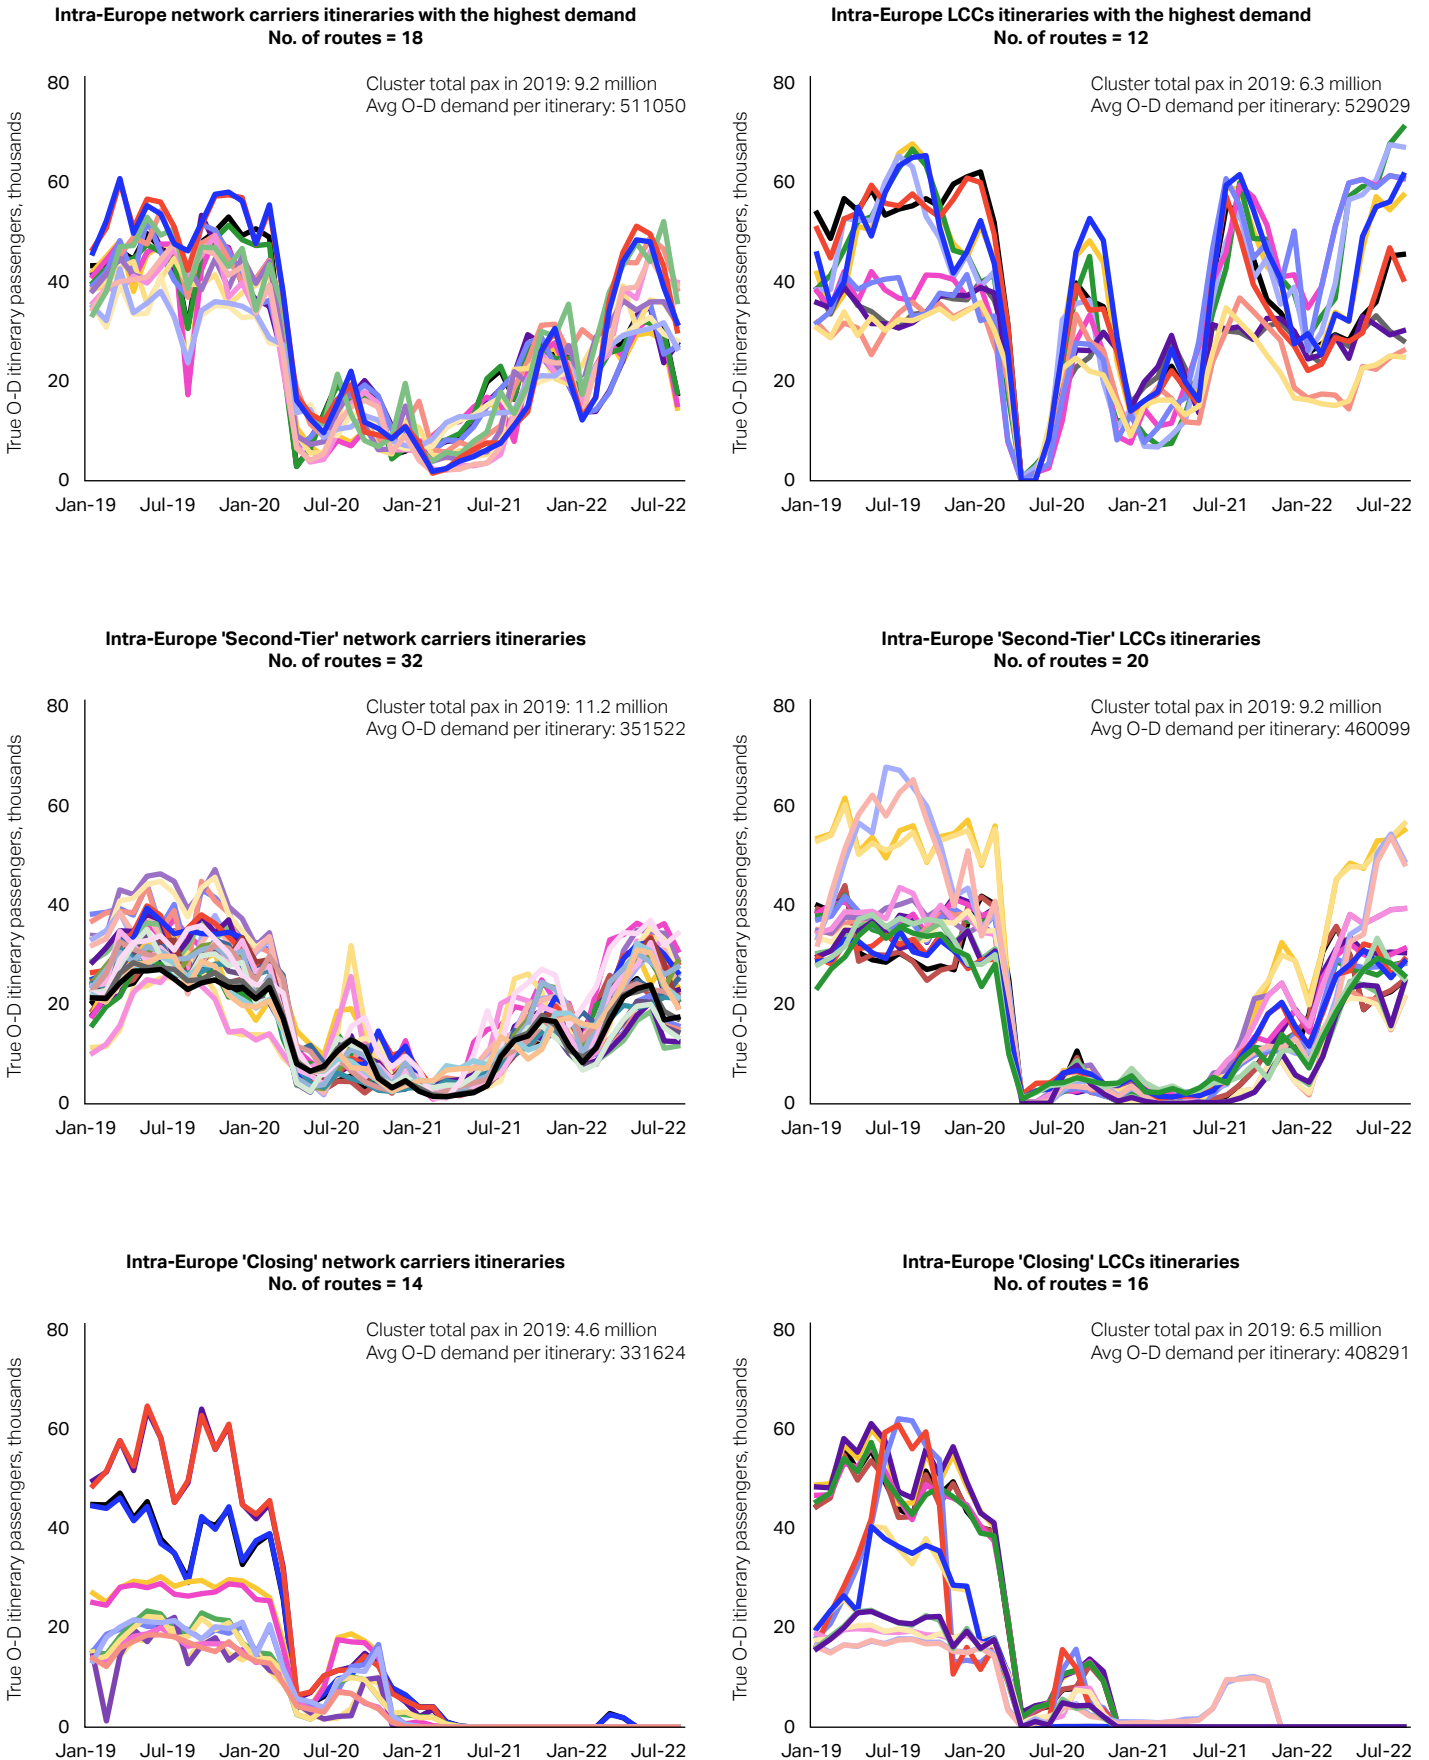 Intra-Europe network carriers itineraries with the highest demand
No. of routes = 18
Cluster total pax in 2019: 9.2 million
Avg O-D demand per itinerary: 511050
True O-D itinerary passengers, thousands
80
60
40
20
0
Jan-19 Jul-19 Jan-20 Jul-20 Jan-21 Jul-21 Jan-22 Jul-22
Intra-Europe LCCs itineraries with the highest demand
No. of routes = 12
Cluster total pax in 2019: 6.3 million
Avg O-D demand per itinerary: 529029
True O-D itinerary passengers, thousands
80
60
40
20
0
Jan-19 Jul-19 Jan-20 Jul-20 Jan-21 Jul-21 Jan-22 Jul-22
Intra-Europe 'Second-Tier' network carriers itineraries
No. of routes = 32
Cluster total pax in 2019: 11.2 million
Avg O-D demand per itinerary: 351522
True O-D itinerary passengers, thousands
80
60
40
20
0
Jan-19 Jul-19 Jan-20 Jul-20 Jan-21 Jul-21 Jan-22 Jul-22
Intra-Europe 'Second-Tier' LCCs itineraries
No. of routes = 20
Cluster total pax in 2019: 9.2 million
Avg O-D demand per itinerary: 460099
True O-D itinerary passengers, thousands
80
60
40
20
0
Jan-19 Jul-19 Jan-20 Jul-20 Jan-21 Jul-21 Jan-22 Jul-22
Intra-Europe 'Closing' network carriers itineraries
No. of routes = 14
Cluster total pax in 2019: 4.6 million
Avg O-D demand per itinerary: 331624
True O-D itinerary passengers, thousands
80
60
40
20
0
Jan-19 Jul-19 Jan-20 Jul-20 Jan-21 Jul-21 Jan-22 Jul-22
Intra-Europe 'Closing' LCCs itineraries
No. of routes = 16
Cluster total pax in 2019: 6.5 million
Avg O-D demand per itinerary: 408291
True O-D itinerary passengers, thousands
80
60
40
20
0
Jan-19 Jul-19 Jan-20 Jul-20 Jan-21 Jul-21 Jan-22 Jul-22